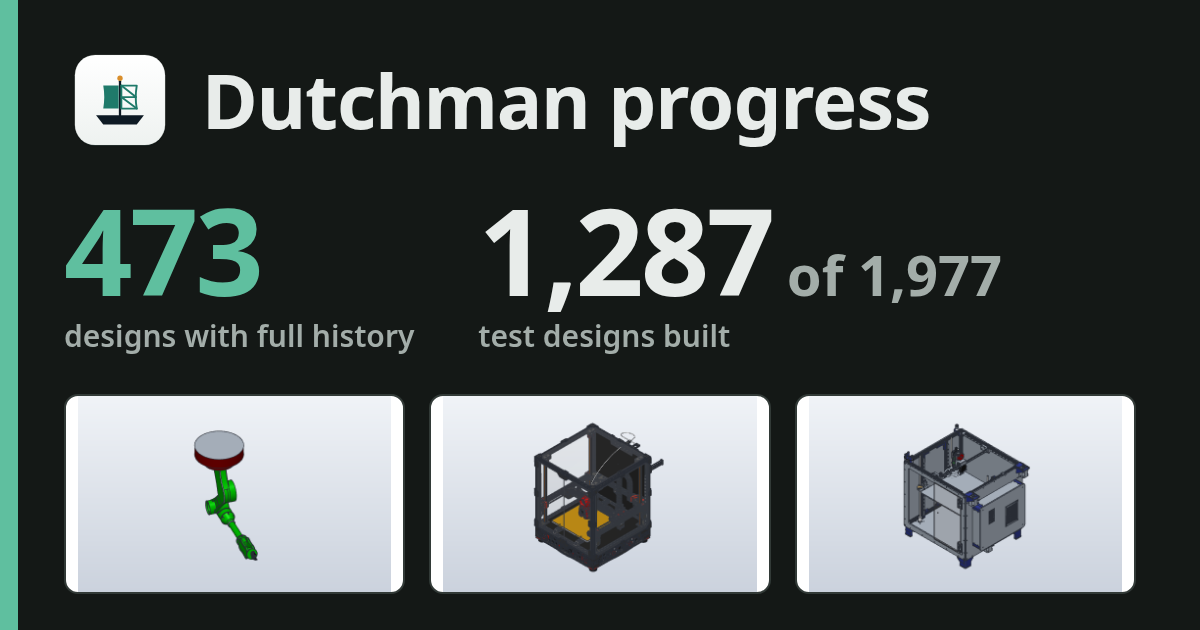 Dutchman progress
473
1,287 of 1,977
designs with full history
test designs built